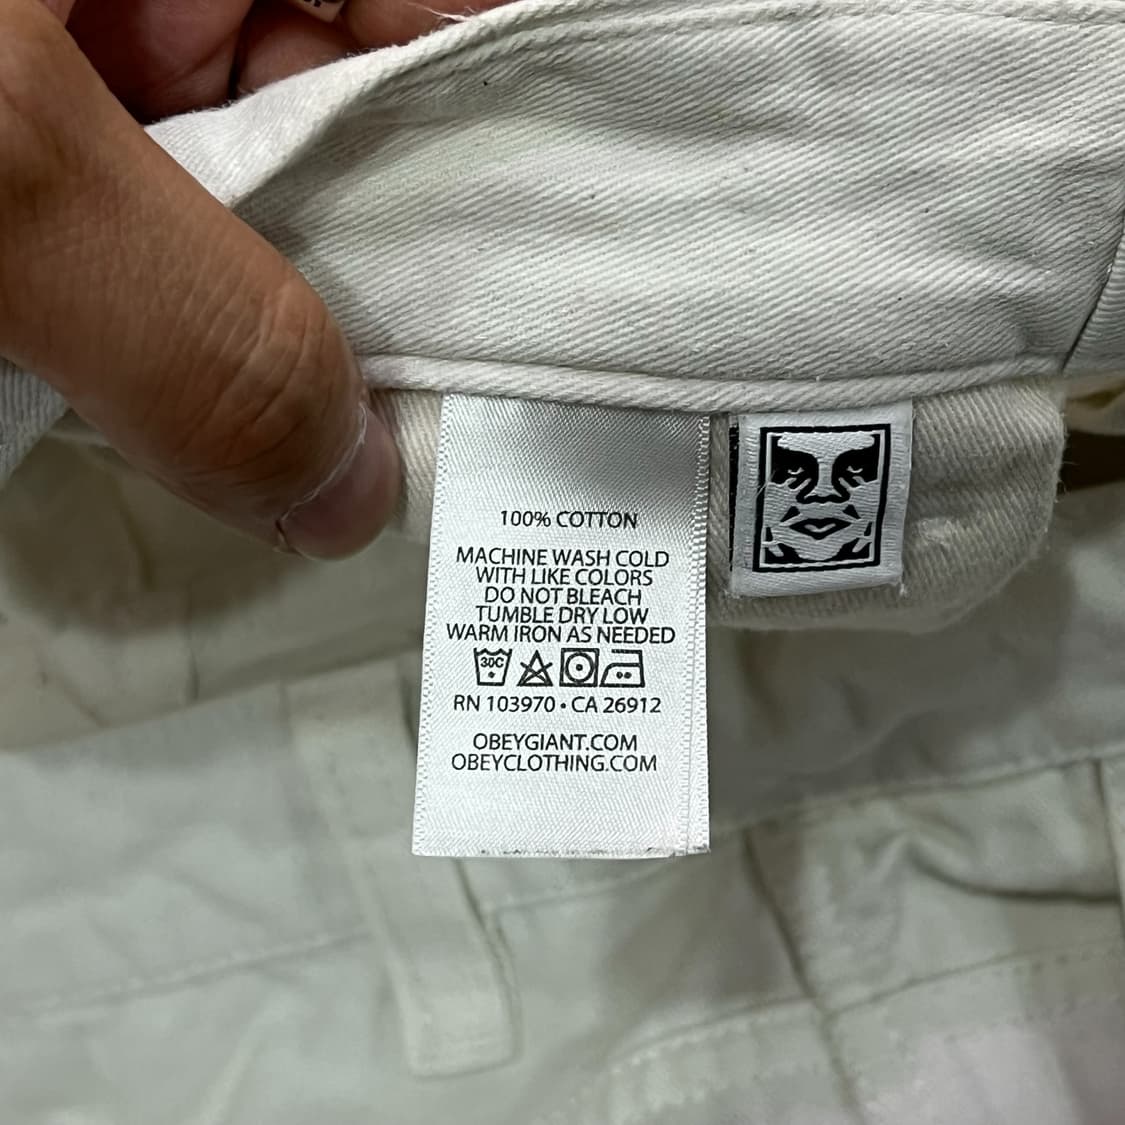 100% COTTON
MACHINE WASH COLD
WITH LIKE COLORS
DO NOT BLEACH
TUMBLE DRY LOW
WARM IRON AS NEEDED
30C
RN 103970 • CA 26912
OBEYGIANT.COM
OBEYCLOTHING.COM